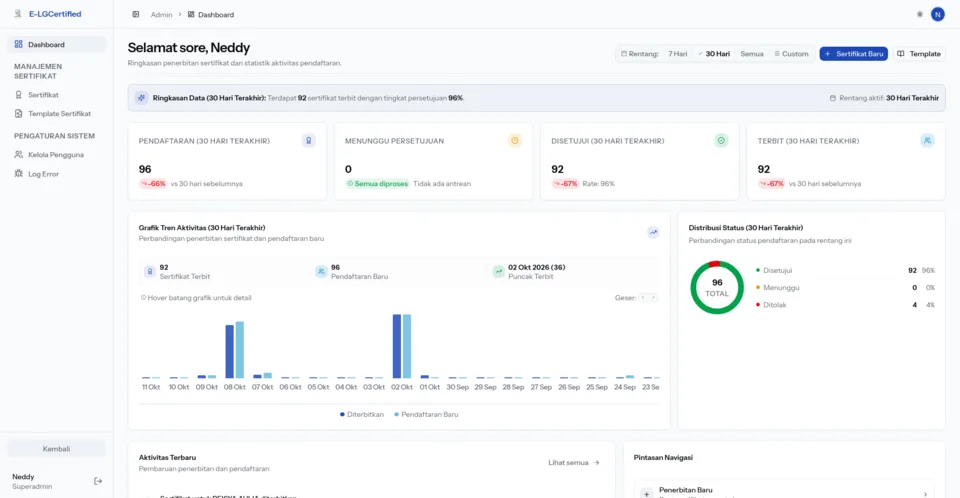 E-LGCertified
Admin > Dashboard
N
Dashboard
MANAJEMEN
SERTIFIKAT
Sertifikat
Template Sertifikat
PENGATURAN SISTEM
Kelola Pengguna
Log Error
Kembali
Neddy
Superadmin
Selamat sore, Neddy
Ringkasan penerbitan sertifikat dan statistik aktivitas pendaftaran.
Rentang: 7 Hari 30 Hari Semua Custom
+ Sertifikat Baru
Template
Ringkasan Data (30 Hari Terakhir): Terdapat 92 sertifikat terbit dengan tingkat persetujuan 96%.
Rentang aktif: 30 Hari Terakhir
PENDAFTARAN (30 HARI TERAKHIR)
96
-66% vs 30 hari sebelumnya
MENUNGGU PERSETUJUAN
0
Semua diproses Tidak ada antrean
DISETUJUI (30 HARI TERAKHIR)
92
-67% Rate: 96%
TERBIT (30 HARI TERAKHIR)
92
-67% vs 30 hari sebelumnya
Grafik Tren Aktivitas (30 Hari Terakhir)
Perbandingan penerbitan sertifikat dan pendaftaran baru
92
Sertifikat Terbit
96
Pendaftaran Baru
02 Okt 2026 (36)
Puncak Terbit
Hover batang grafik untuk detail
Geser:
11 Okt 10 Okt 09 Okt 08 Okt 07 Okt 06 Okt 05 Okt 04 Okt 03 Okt 02 Okt 01 Okt 30 Sep 29 Sep 28 Sep 27 Sep 26 Sep 25 Sep 24 Sep 23 Se
Diterbitkan Pendaftaran Baru
Distribusi Status (30 Hari Terakhir)
Perbandingan status pendaftaran pada rentang ini
96
TOTAL
Disetujui 92 96%
Menunggu 0 0%
Ditolak 4 4%
Aktivitas Terbaru
Pembaruan penerbitan dan pendaftaran
Lihat semua →
Pintasan Navigasi
Penerbitan Baru